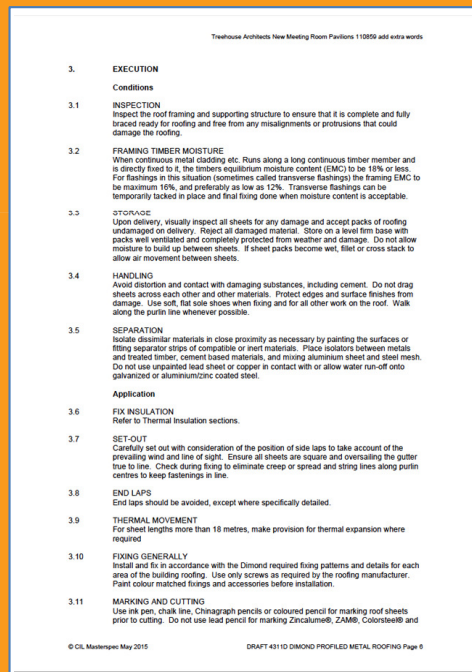 Treehouse Architects New Meeting Room Pavilions 110859 add extra words
3. EXECUTION
Conditions
3.1 INSPECTION
Inspect the roof framing and supporting structure to ensure that it is complete and fully
braced ready for roofing and free from any misalignments or protrusions that could
damage the roofing.
3.2 FRAMING TIMBER MOISTURE
When continuous metal cladding etc. Runs along a long continuous timber member and
is directly fixed to it, the timbers equilibrium moisture content (EMC) to be 18% or less.
For flashings in this situation (sometimes called transverse flashings) the framing EMC to
be maximum 16%, and preferably as low as 12%. Transverse flashings can be
temporarily tacked in place and final fixing done when moisture content is acceptable.
3.3 STORAGE
Upon delivery, visually inspect all sheets for any damage and accept packs of roofing
undamaged on delivery. Reject all damaged material. Store on a level firm base with
packs well ventilated and completely protected from weather and damage. Do not allow
moisture to build up between sheets. If sheet packs become wet, fillet or cross stack to
allow air movement between sheets.
3.4 HANDLING
Avoid distortion and contact with damaging substances, including cement. Do not drag
sheets across each other and other materials. Protect edges and surface finishes from
damage. Use soft, flat sole shoes when fixing and for all other work on the roof. Walk
along the purlin line whenever possible.
3.5 SEPARATION
Isolate dissimilar materials in close proximity as necessary by painting the surfaces or
fitting separator strips of compatible or inert materials. Place isolators between metals
and treated timber, cement based materials, and mixing aluminium sheet and steel mesh.
Do not use unpainted lead sheet or copper in contact with or allow water run-off onto
galvanized or aluminium/zinc coated steel.
Application
3.6 FIX INSULATION
Refer to Thermal Insulation sections.
3.7 SET-OUT
Carefully set out with consideration of the position of side laps to take account of the
prevailing wind and line of sight. Ensure all sheets are square and oversailing the gutter
true to line. Check during fixing to eliminate creep or spread and string lines along purlin
centres to keep fastenings in line.
3.8 END LAPS
End laps should be avoided, except where specifically detailed.
3.9 THERMAL MOVEMENT
For sheet lengths more than 18 metres, make provision for thermal expansion where
required
3.10 FIXING GENERALLY
Install and fix in accordance with the Dimond required fixing patterns and details for each
area of the building roofing. Use only screws as required by the roofing manufacturer.
Paint colour matched fixings and accessories before installation.
3.11 MARKING AND CUTTING
Use ink pen, chalk line, Chinagraph pencils or coloured pencil for marking roof sheets
prior to cutting. Do not use lead pencil for marking Zincalume®, ZAM®, Colorsteel® and
© CIL Masterspec May 2015 DRAFT 4311D DIMOND PROFILED METAL ROOFING Page 6